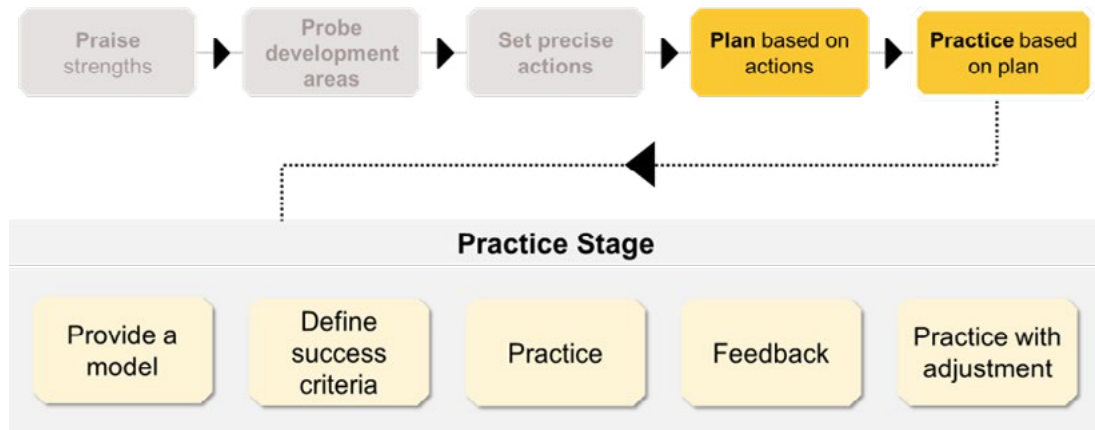 Praise
strengths
Probe
development
areas
Set precise
actions
Plan based on
actions
Practice based
on plan
Practice Stage
Provide a
model
Define
success
criteria
Practice
Feedback
Practice with
adjustment